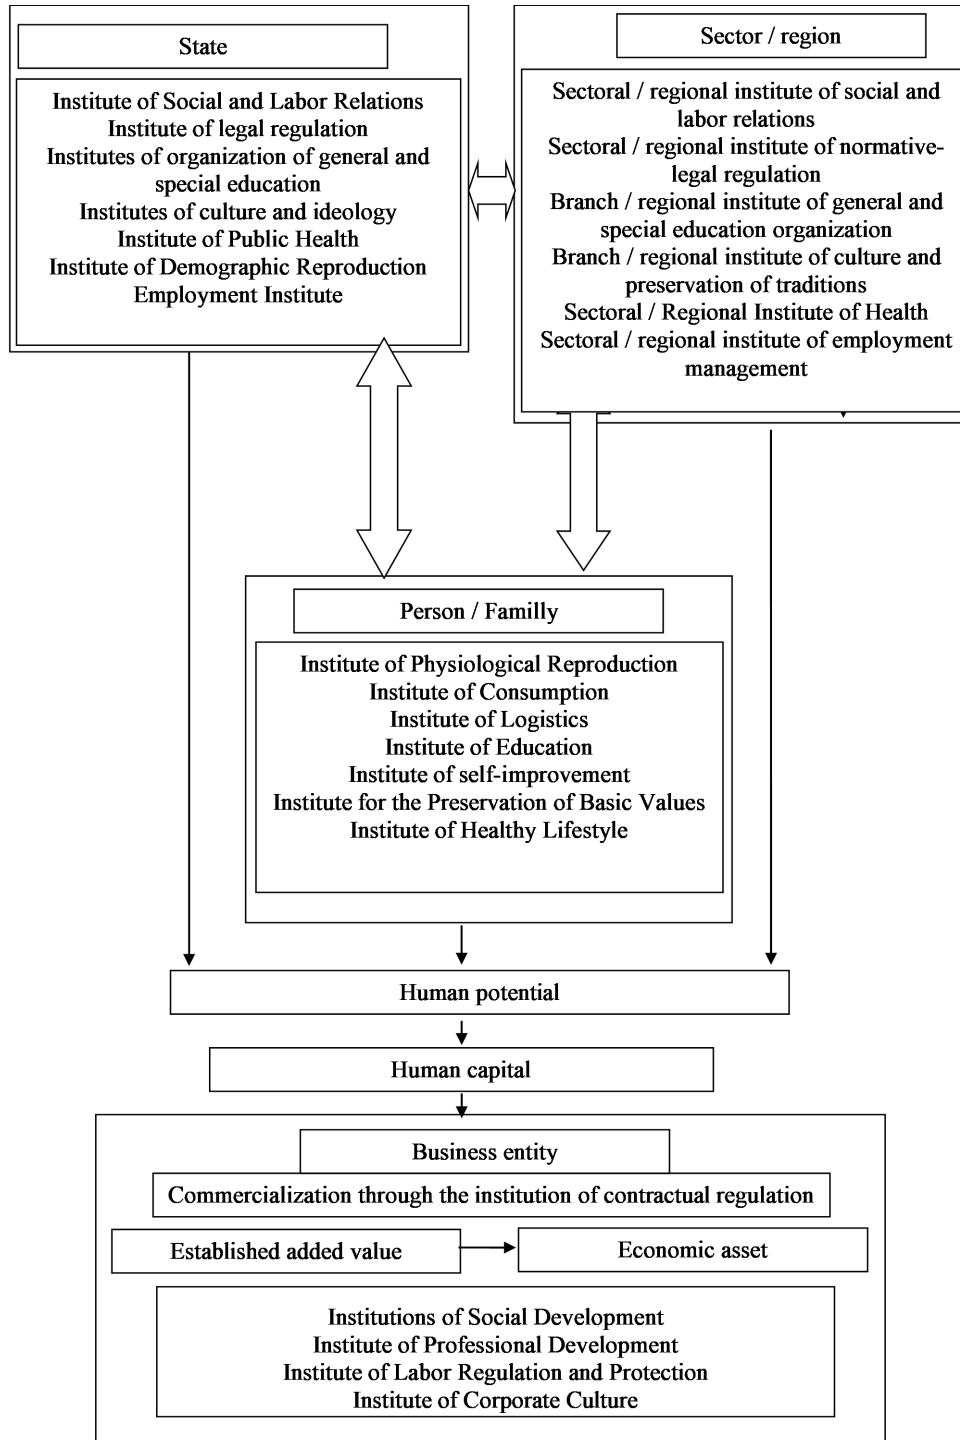 State
Institute of Social and Labor Relations
Institute of legal regulation
Institutes of organization of general and
special education
Institutes of culture and ideology
Institute of Public Health
Institute of Demographic Reproduction
Employment Institute
Sector / region
Sectoral / regional institute of social and
labor relations
Sectoral / regional institute of normative-
legal regulation
Branch / regional institute of general and
special education organization
Branch / regional institute of culture and
preservation of traditions
Sectoral / Regional Institute of Health
Sectoral / regional institute of employment
management
Person / Familly
Institute of Physiological Reproduction
Institute of Consumption
Institute of Logistics
Institute of Education
Institute of self-improvement
Institute for the Preservation of Basic Values
Institute of Healthy Lifestyle
Human potential
Human capital
Business entity
Commercialization through the institution of contractual regulation
Established added value
Economic asset
Institutions of Social Development
Institute of Professional Development
Institute of Labor Regulation and Protection
Institute of Corporate Culture